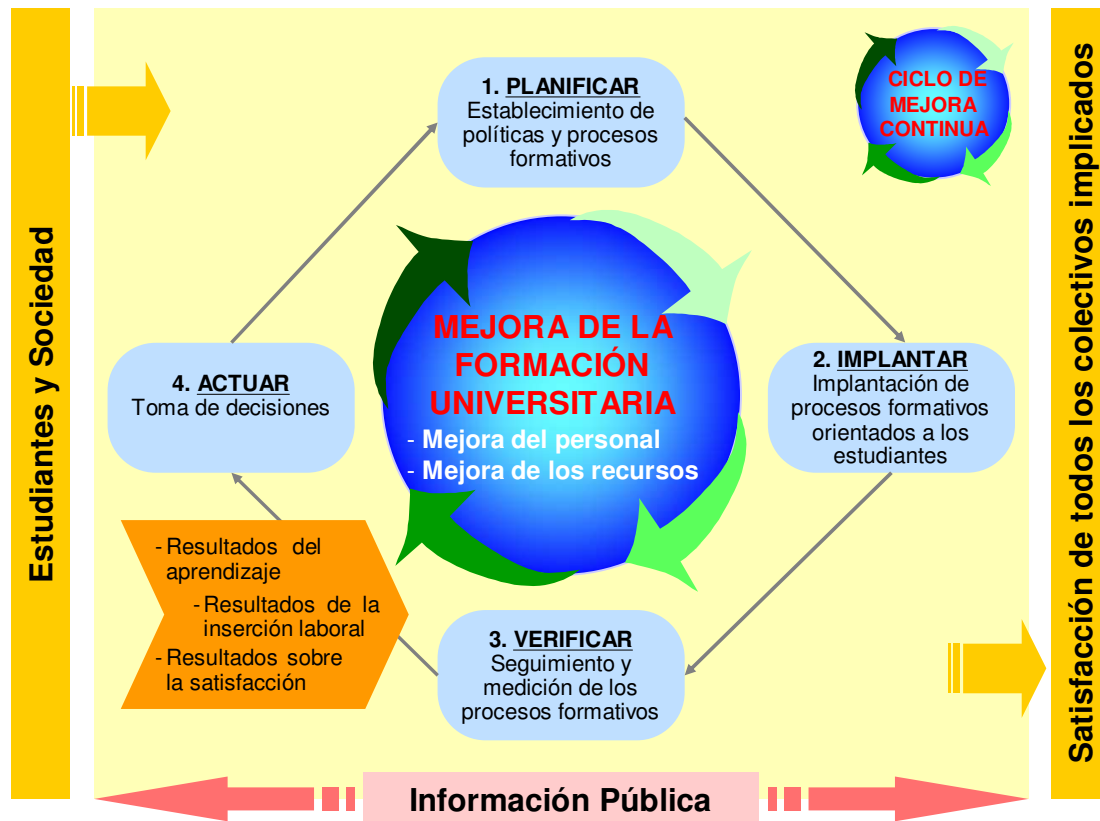 Estudiantes y Sociedad
1. PLANIFICAR
Establecimiento de
políticas y procesos
formativos
CICLO DE
MEJORA
CONTINUA
MEJORA DE LA
FORMACIÓN
UNIVERSITARIA
- Mejora del personal
- Mejora de los recursos
4. ACTUAR
Toma de decisiones
2. IMPLANTAR
Implantación de
procesos formativos
orientados a los
estudiantes
- Resultados del
aprendizaje
- Resultados de la
inserción laboral
- Resultados sobre
la satisfacción
3. VERIFICAR
Seguimiento y
medición de los
procesos formativos
Satisfacción de todos los colectivos implicados
Información Pública